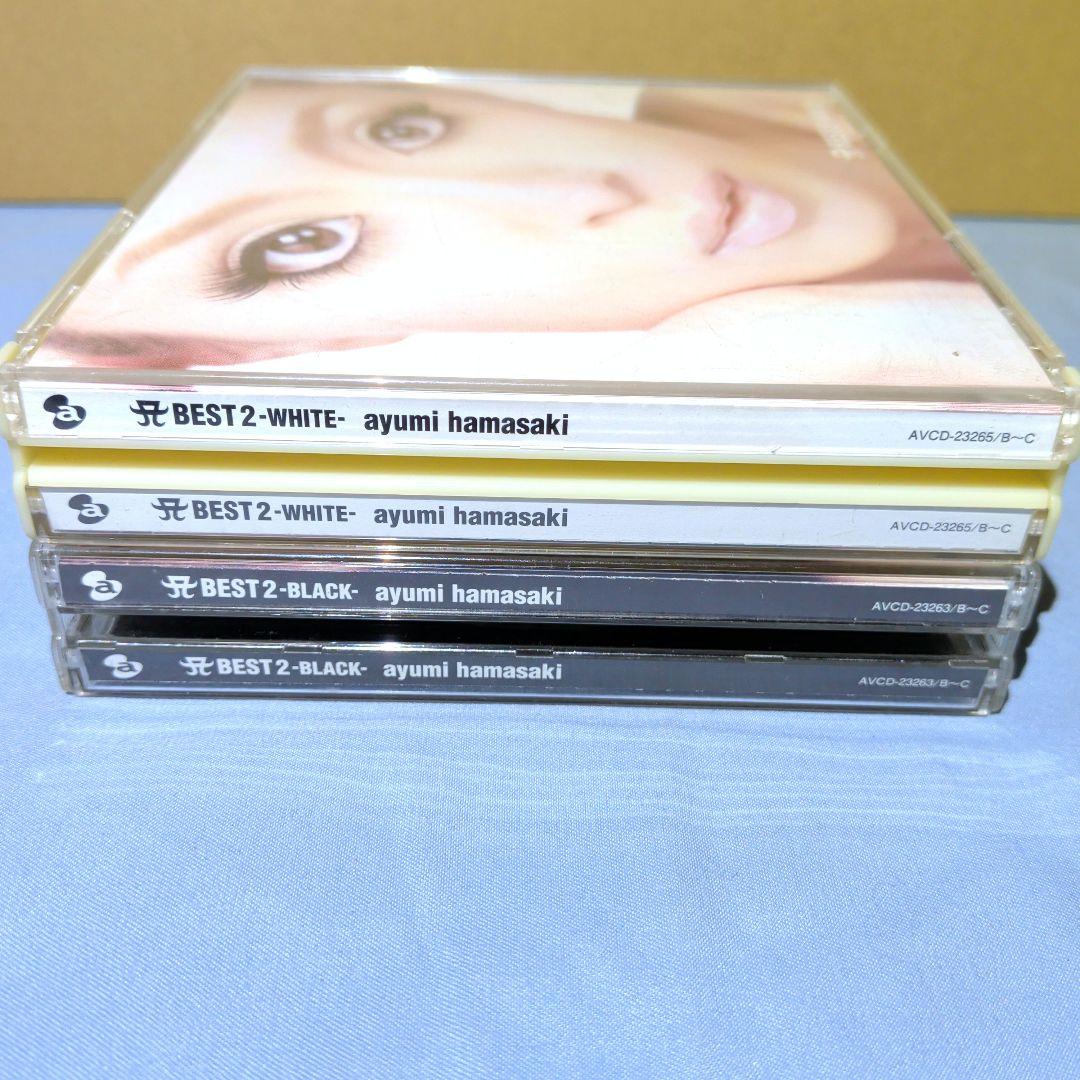 a BEST 2 -WHITE- ayumi hamasaki AVCD-23265/B~C
a BEST 2 -WHITE- ayumi hamasaki AVCD-23265/B~C
a BEST 2 -BLACK- ayumi hamasaki AVCD-23263/B~C
a BEST 2 -BLACK- ayumi hamasaki AVCD-23263/B~C